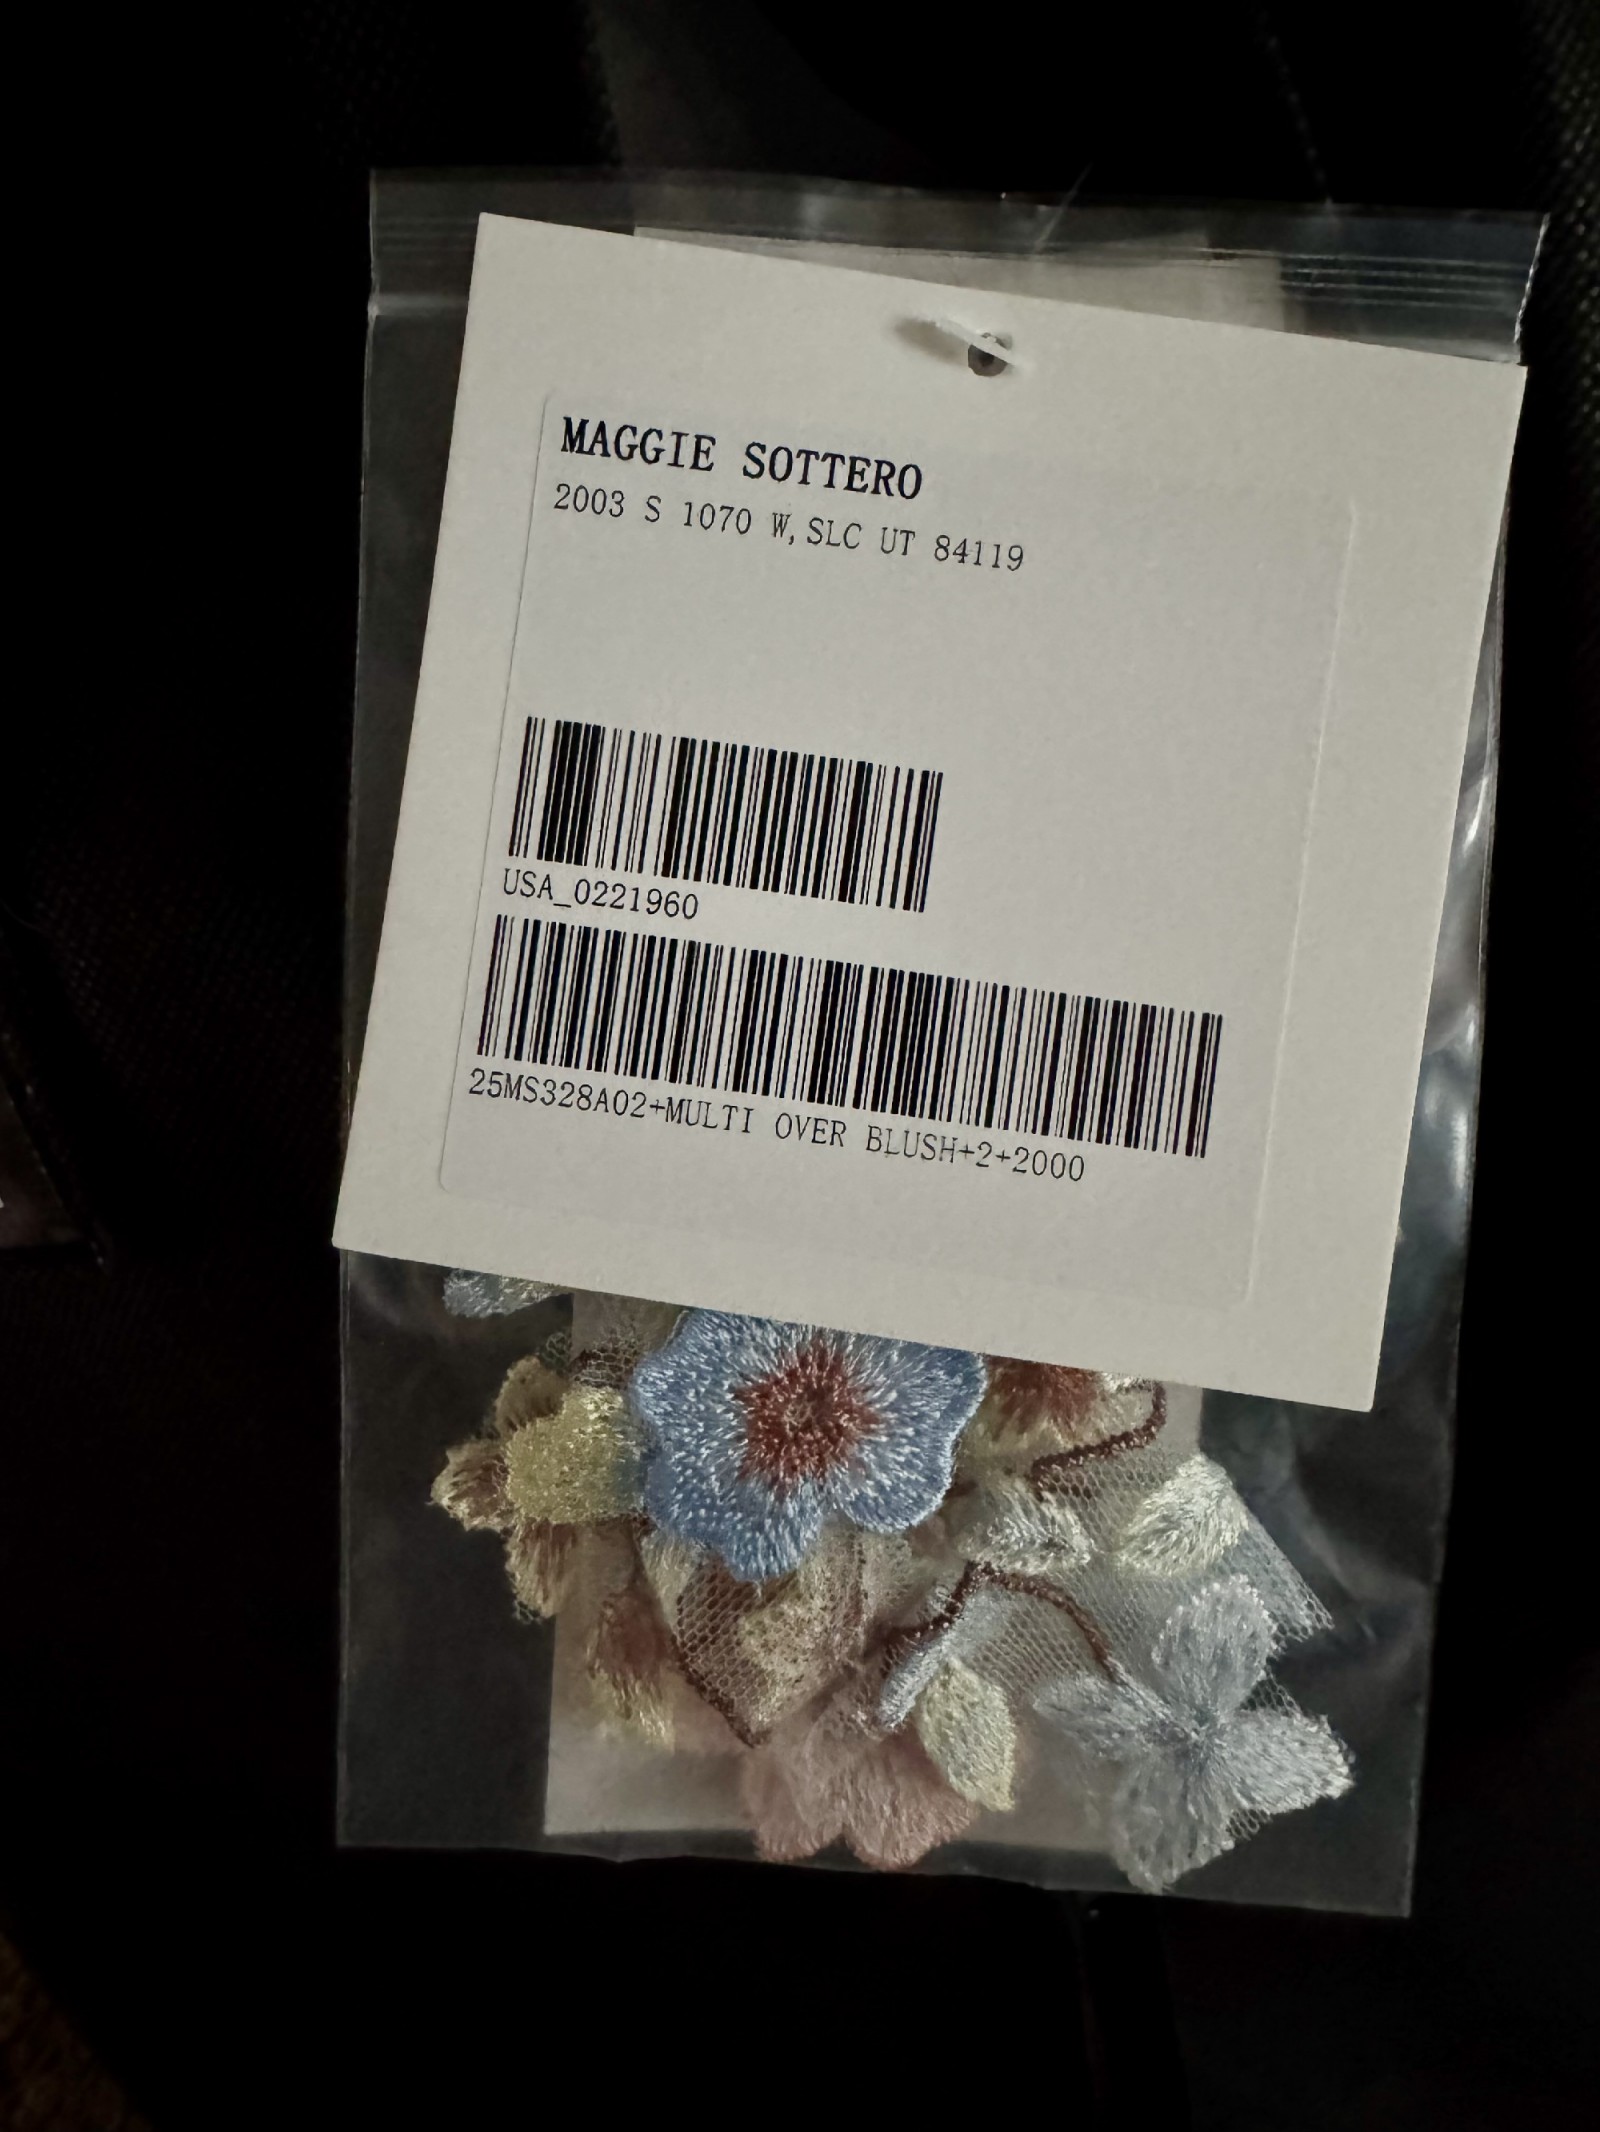 MAGGIE SOTTERO
2003 S 1070 W, SLC UT 84119
USA_0221960
25MS328A02+MULTI OVER BLUSH+2+2000